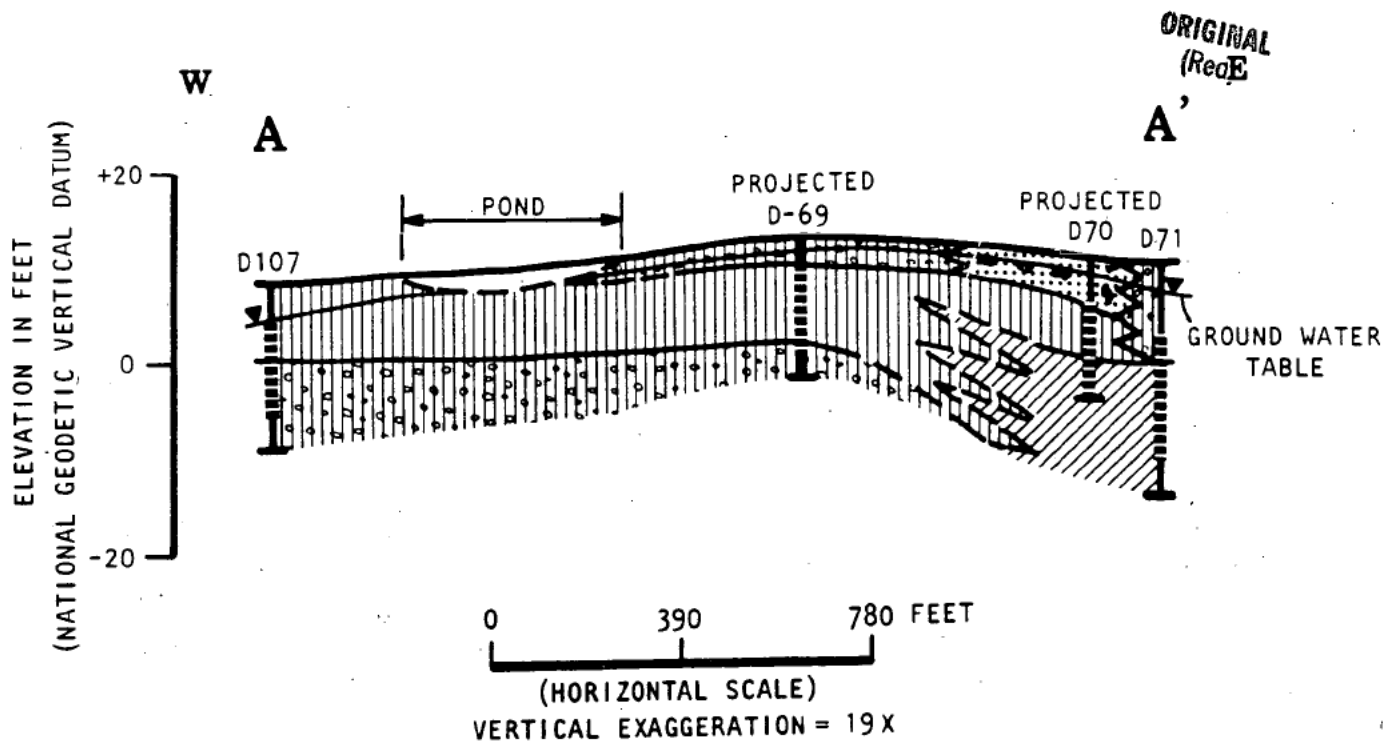 ORIGINAL
(Red)
W
E
A
A'
ELEVATION IN FEET
(NATIONAL GEODETIC VERTICAL DATUM)
+20
0
-20
POND
PROJECTED
D-69
PROJECTED
D70
D71
D107
GROUND WATER
TABLE
0 390 780 FEET
(HORIZONTAL SCALE)
VERTICAL EXAGGERATION = 19X